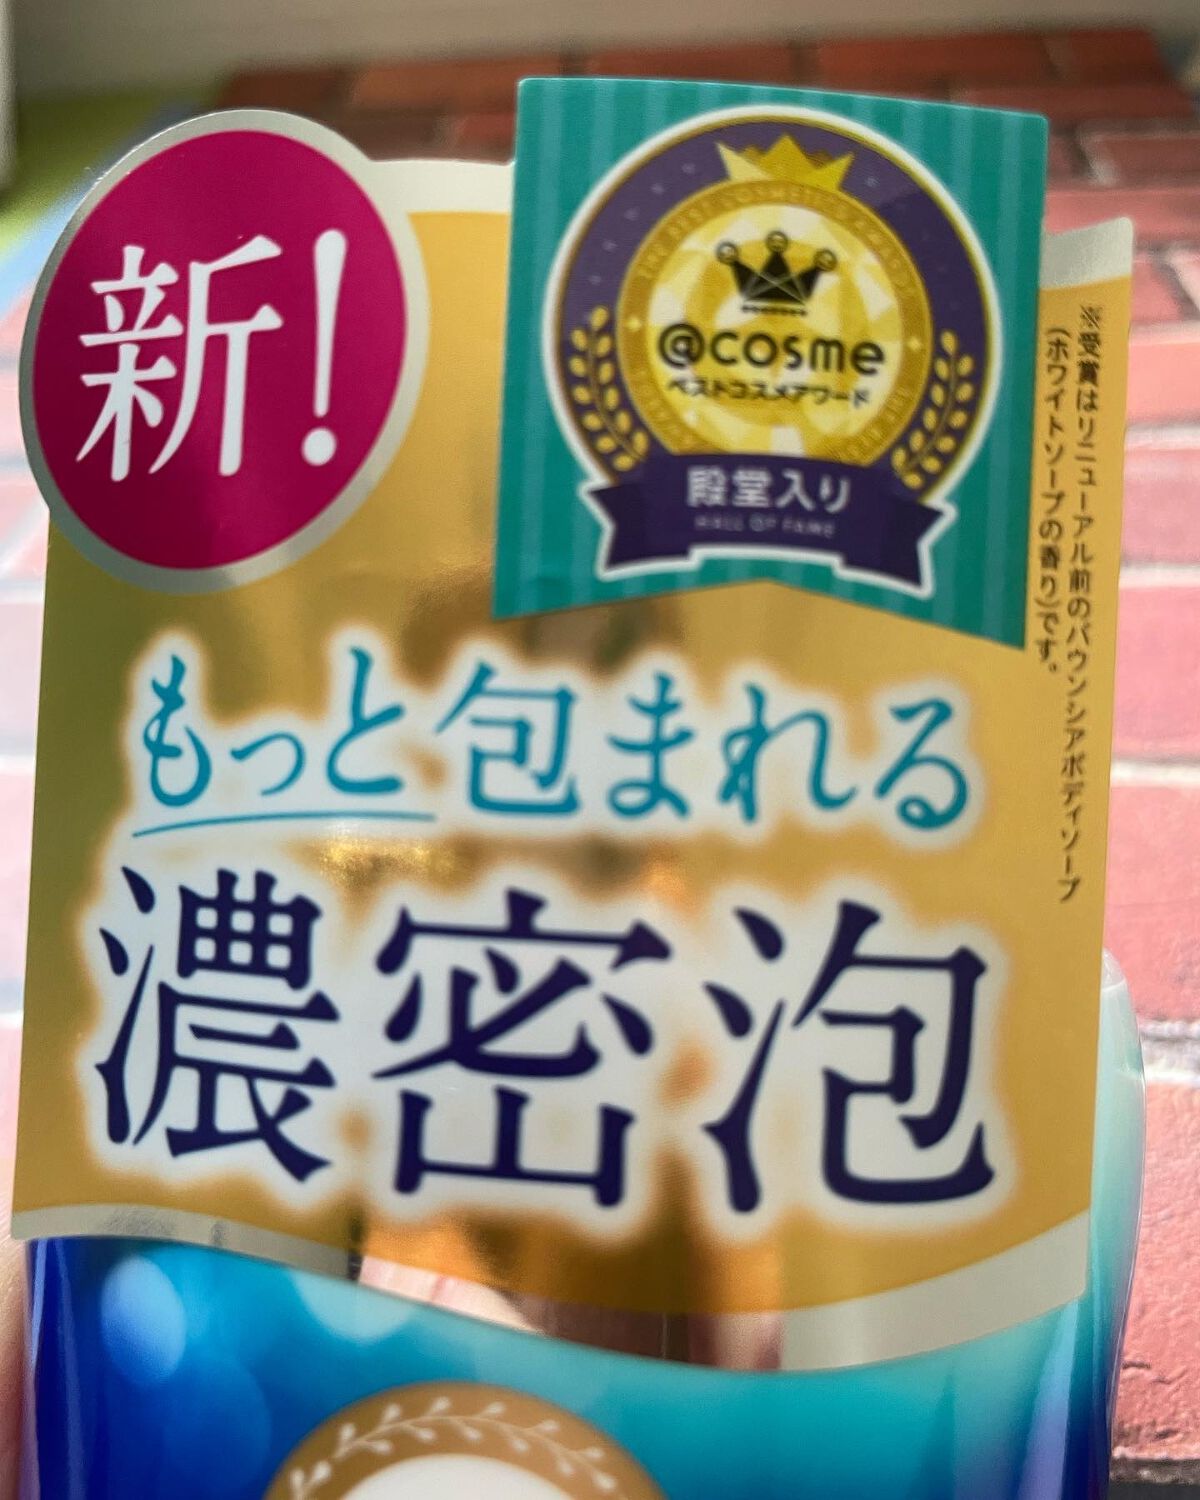 新!
@cosme
ベストコスメアワード
殿堂入り
HALL OF FAME
※受賞はリニューアル前のバウンシアボディソープ
(ホワイトソープの香り)です。
もっと包まれる
濃密泡